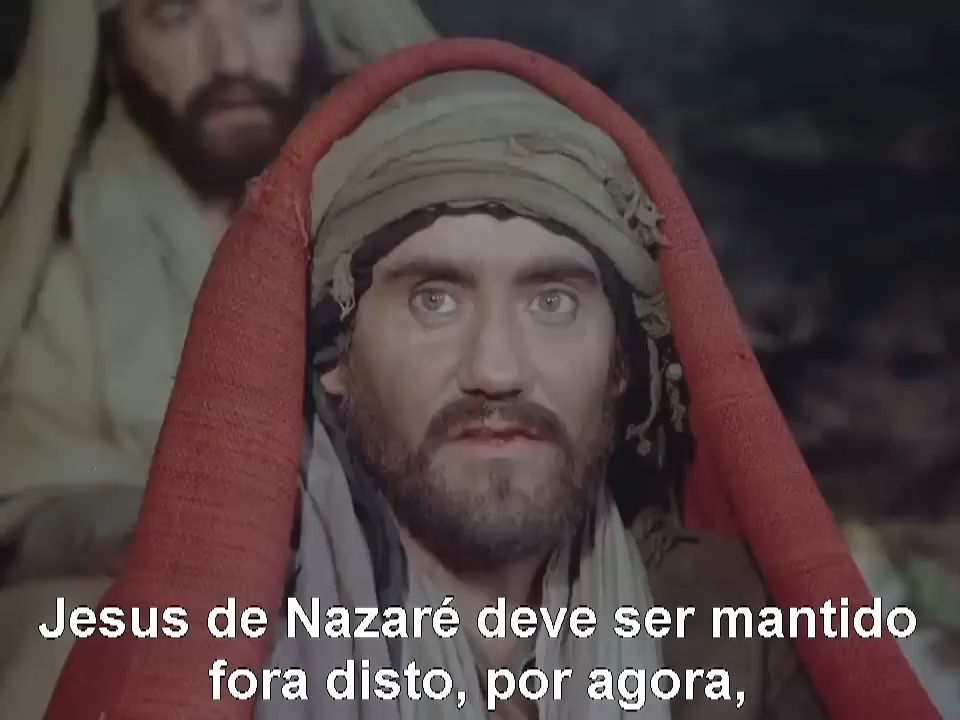 Jesus de Nazaré deve ser mantido
fora disto, por agora,